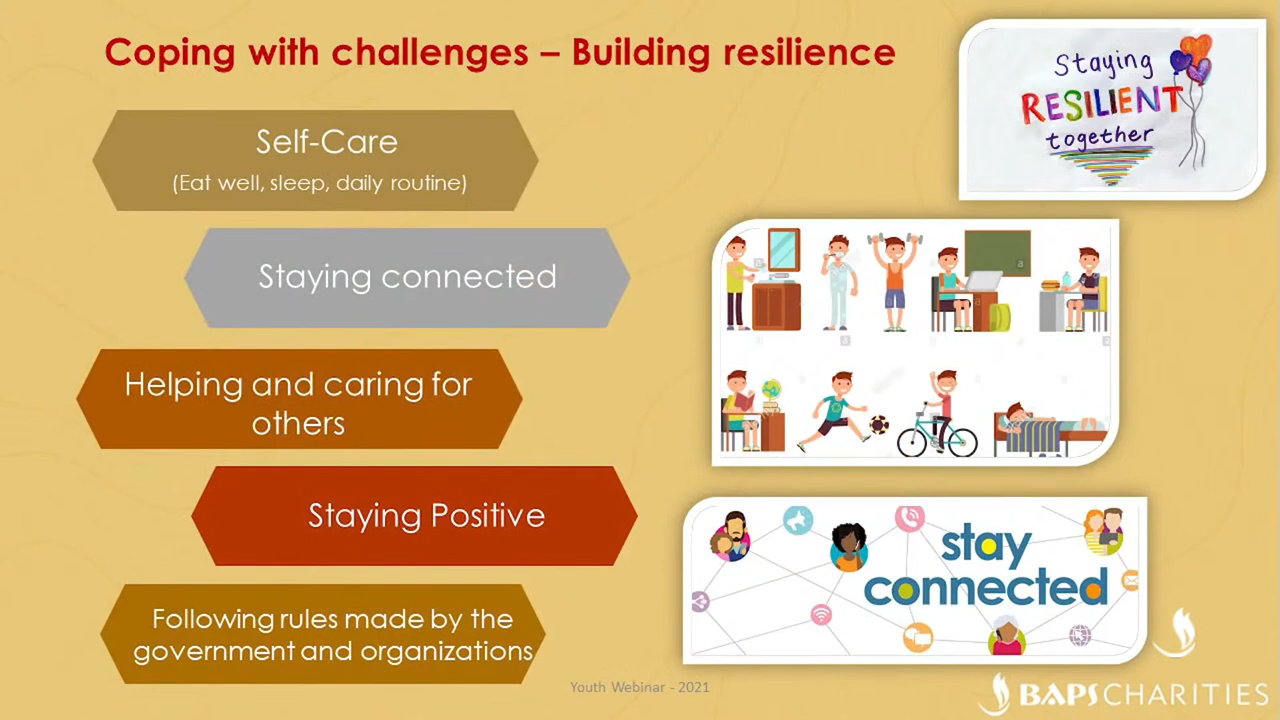 Coping with challenges – Building resilience
Staying
RESILIENT
together
Self-Care
(Eat well, sleep, daily routine)
Staying connected
Helping and caring for
others
Staying Positive
stay
connected
Following rules made by the
government and organizations
Youth Webinar - 2021
BAPS CHARITIES